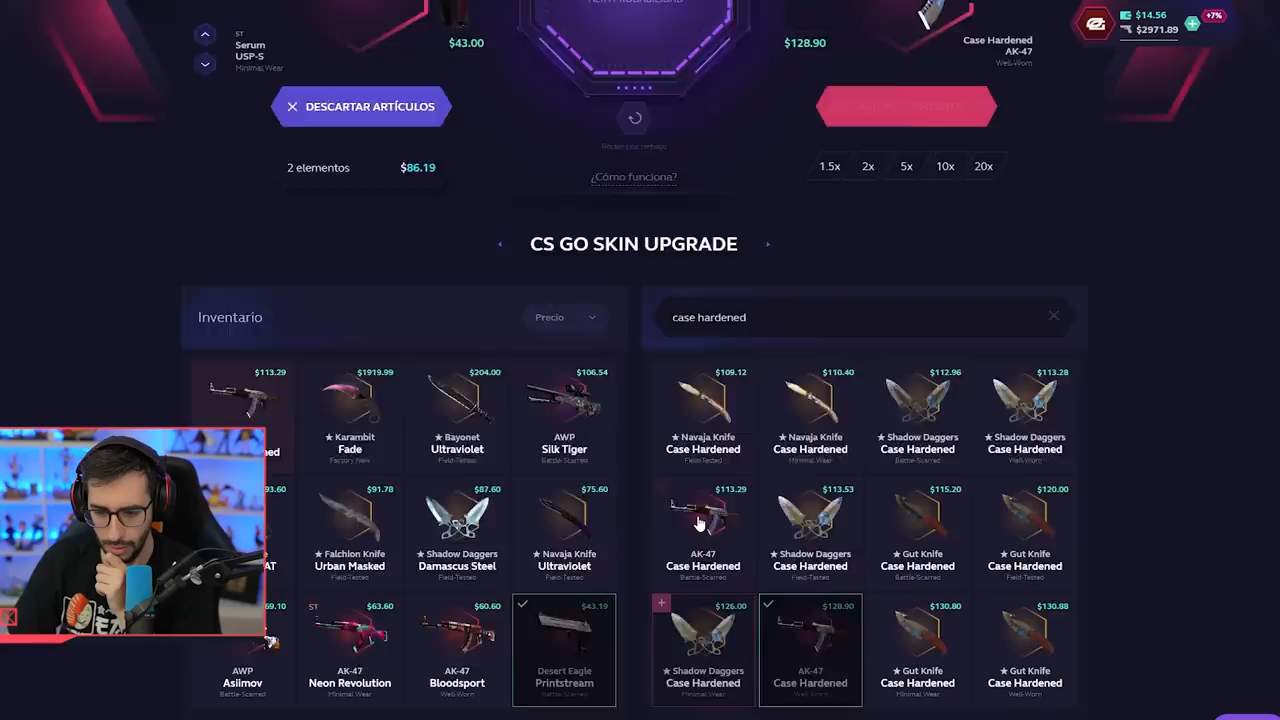 $14.56
+7%
$2971.89
ST
Serum
USP-S
Minimal Wear
$43.00
$128.90
Case Hardened
AK-47
Well-Worn
DESCARTAR ARTÍCULOS
2 elementos
$86.19
¿Cómo funciona?
1.5x
2x
5x
10x
20x
CS GO SKIN UPGRADE
Inventario
Precio
case hardened
$113.29
$1919.99
$204.00
$106.54
★ Karambit
★ Bayonet
AWP
Fade
Ultraviolet
Silk Tiger
Factory New
Field-Tested
Battle-Scarred
$109.12
$110.40
$112.96
$113.28
★ Navaja Knife
★ Navaja Knife
★ Shadow Daggers
★ Shadow Daggers
Case Hardened
Case Hardened
Case Hardened
Case Hardened
Field-Tested
Minimal Wear
Battle-Scarred
Well-Worn
$91.78
$87.60
$75.60
★ Falchion Knife
★ Shadow Daggers
★ Navaja Knife
Urban Masked
Damascus Steel
Ultraviolet
Field-Tested
Field-Tested
Field-Tested
$113.29
$113.53
$115.20
$120.00
AK-47
★ Shadow Daggers
★ Gut Knife
★ Gut Knife
Case Hardened
Case Hardened
Case Hardened
Case Hardened
Battle-Scarred
Field-Tested
Battle-Scarred
Field-Tested
ST
$63.60
$60.60
$43.19
AWP
AK-47
AK-47
Desert Eagle
Asiimov
Neon Revolution
Bloodsport
Printstream
Battle-Scarred
Minimal Wear
Well-Worn
Battle-Scarred
$126.00
$128.90
$130.80
$130.88
★ Shadow Daggers
AK-47
★ Gut Knife
★ Gut Knife
Case Hardened
Case Hardened
Case Hardened
Case Hardened
Minimal Wear
Well-Worn
Minimal Wear
Well-Worn